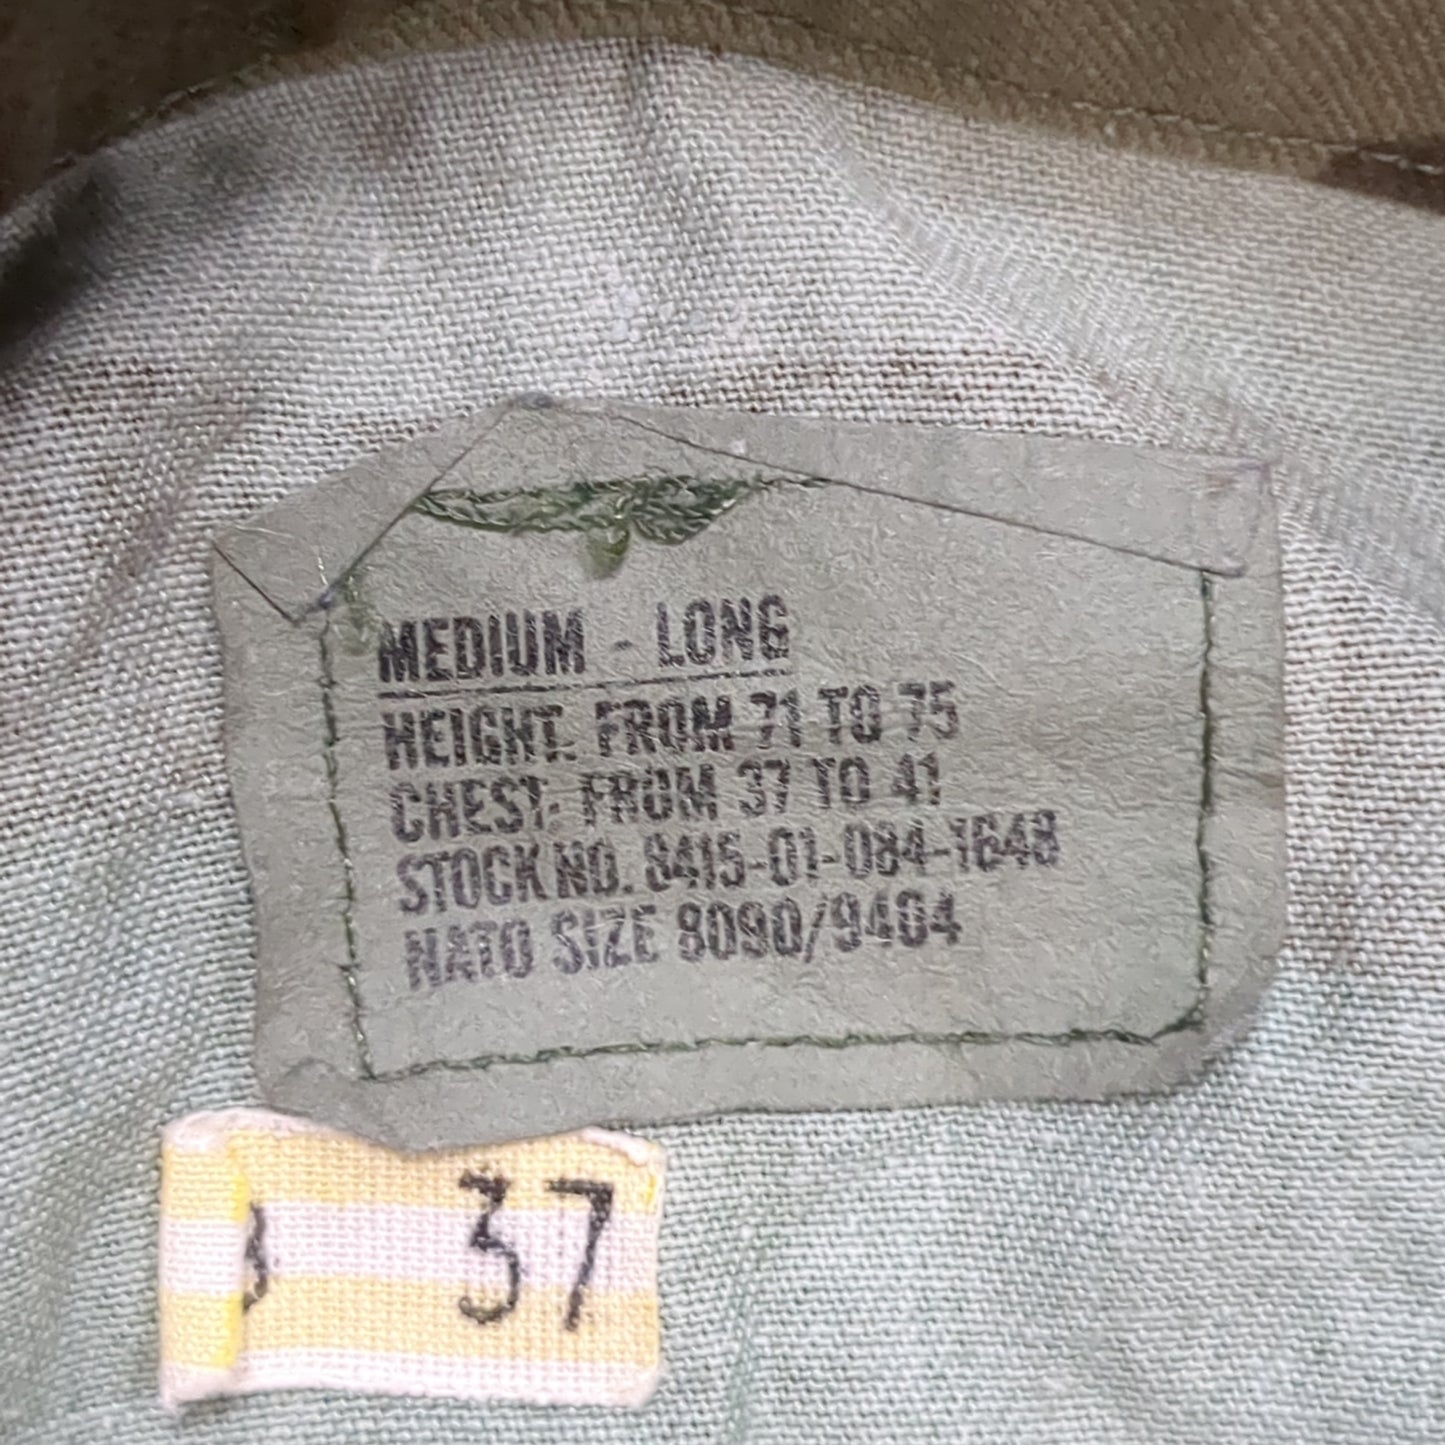 MEDIUM - LONG
HEIGHT: FROM 71 TO 75
CHEST: FROM 37 TO 41
STOCK NO. 8415-01-084-1648
NATO SIZE 8090/9404
37